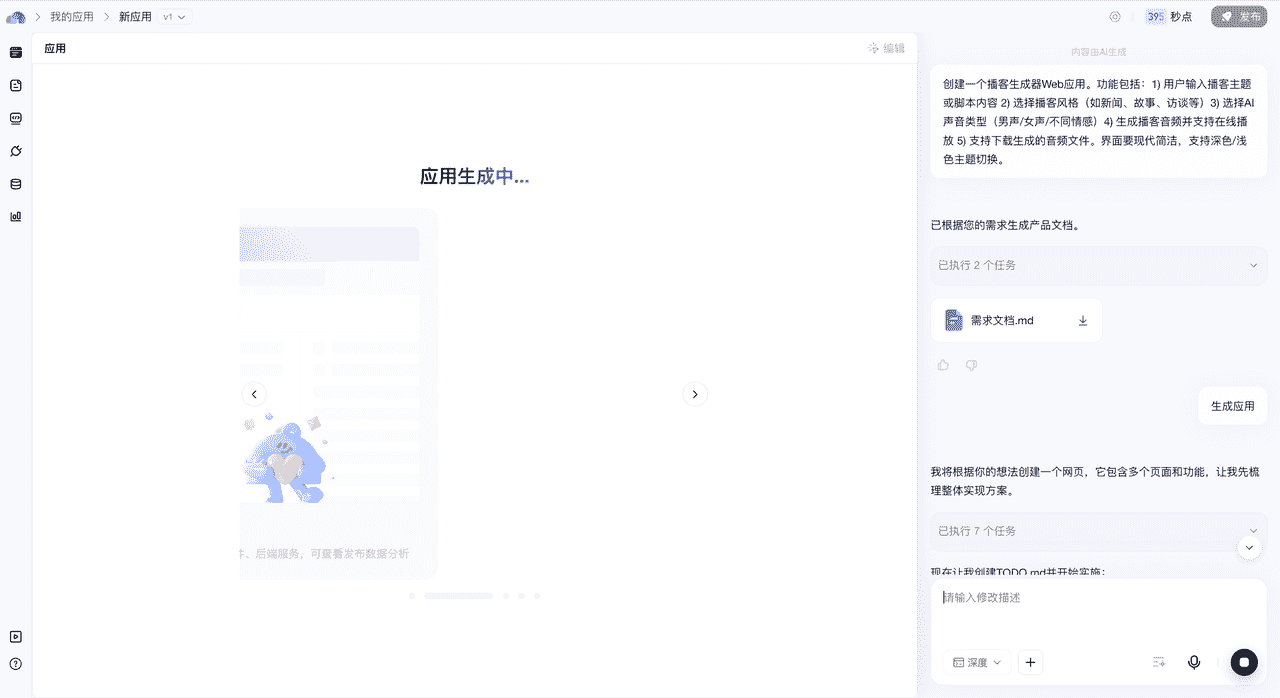 我的应用
新应用
v1
395 秒点
发布
应用
编辑
内容由AI生成
创建一个播客生成器Web应用。功能包括：1) 用户输入播客主题
或脚本内容 2) 选择播客风格（如新闻、故事、访谈等）3) 选择AI
声音类型（男声/女声/不同情感）4) 生成播客音频并支持在线播
放 5) 支持下载生成的音频文件。界面要现代简洁，支持深色/浅
色主题切换。
应用生成中...
已根据您的需求生成产品文档。
已执行 2 个任务
需求文档.md
生成应用
我将根据你的想法创建一个网页，它包含多个页面和功能，让我先梳
理整体实现方案。
已执行 7 个任务
、后端服务，可查看发布数据分析
现在让我创建TODO.md并开始实施：
请输入修改描述
深度